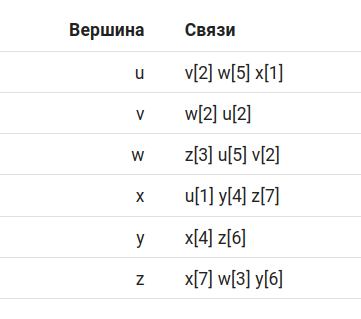 Вершина Связи
u v[2] w[5] x[1]
v w[2] u[2]
w z[3] u[5] v[2]
x u[1] y[4] z[7]
y x[4] z[6]
z x[7] w[3] y[6]